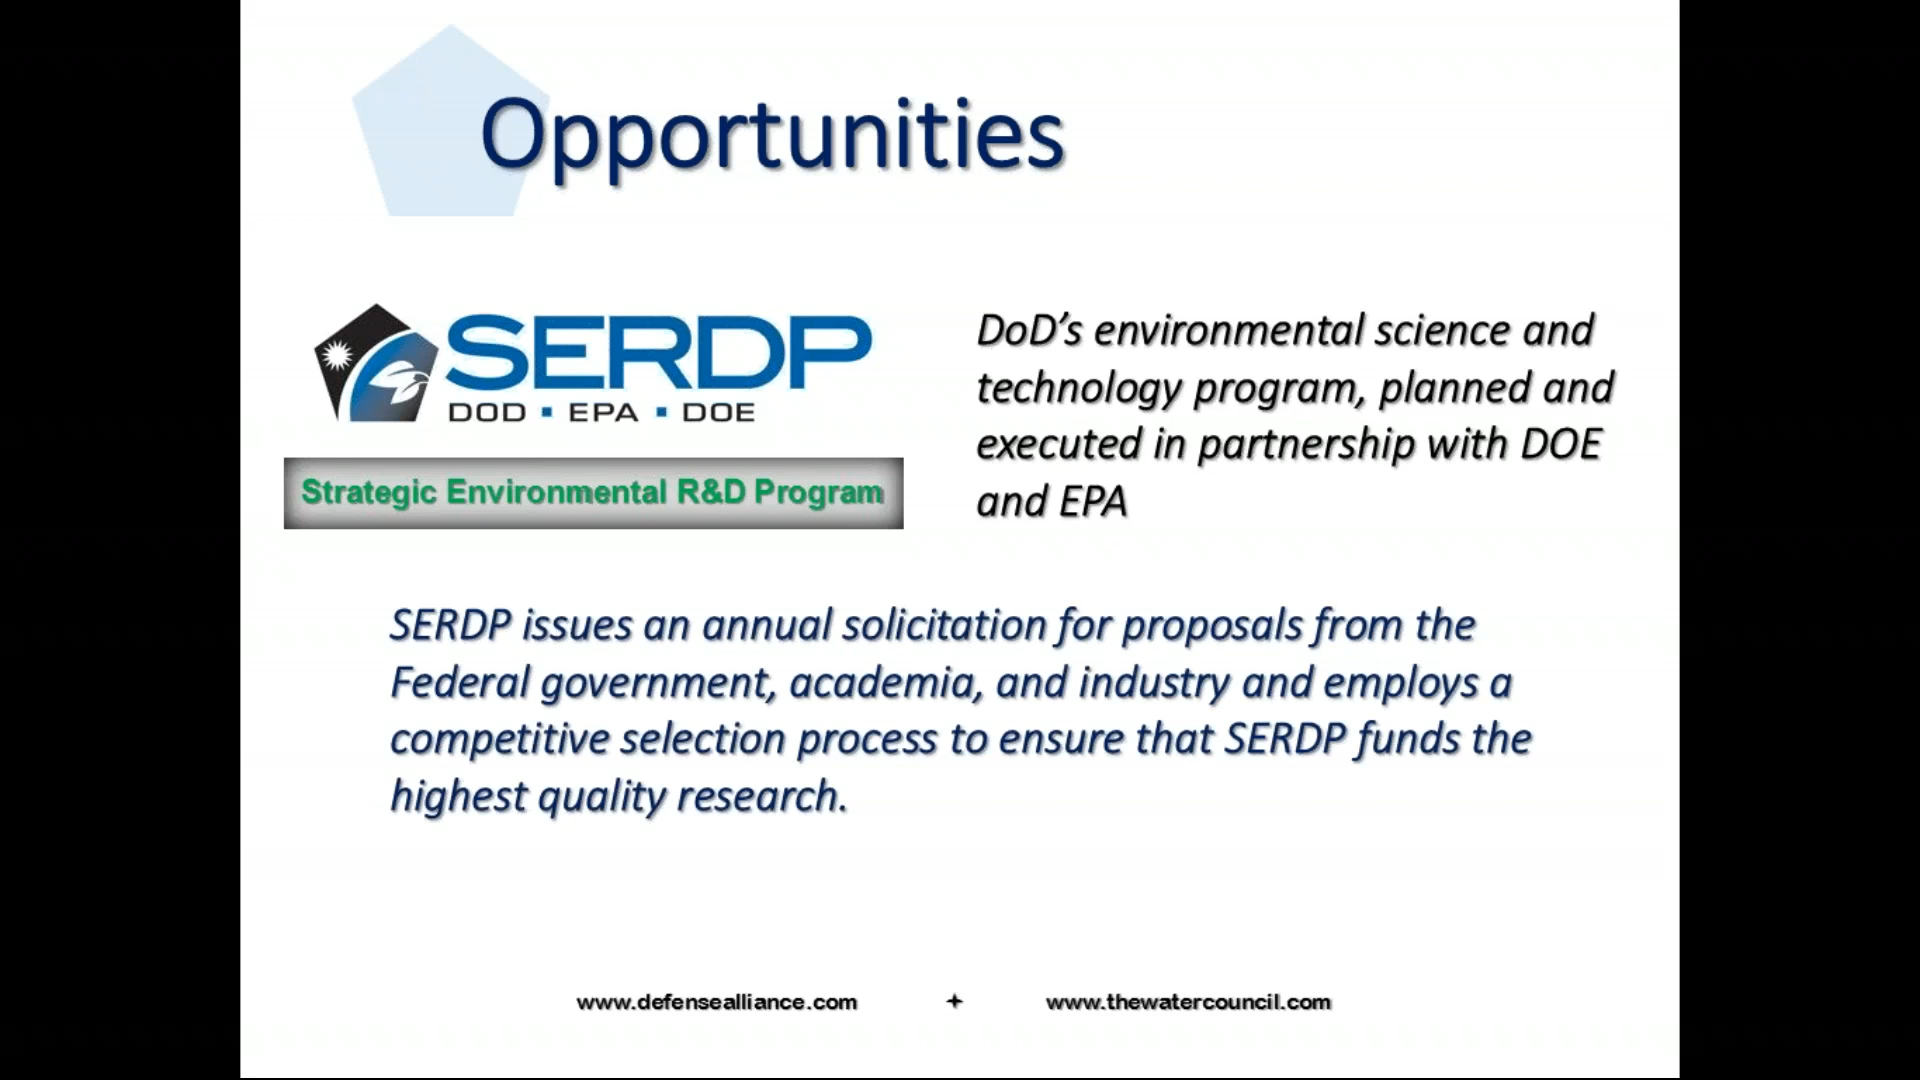 Opportunities
SERDP
DOD ▪ EPA ▪ DOE
Strategic Environmental R&D Program
DoD’s environmental science and
technology program, planned and
executed in partnership with DOE
and EPA
SERDP issues an annual solicitation for proposals from the
Federal government, academia, and industry and employs a
competitive selection process to ensure that SERDP funds the
highest quality research.
www.defensealliance.com + www.thewatercouncil.com